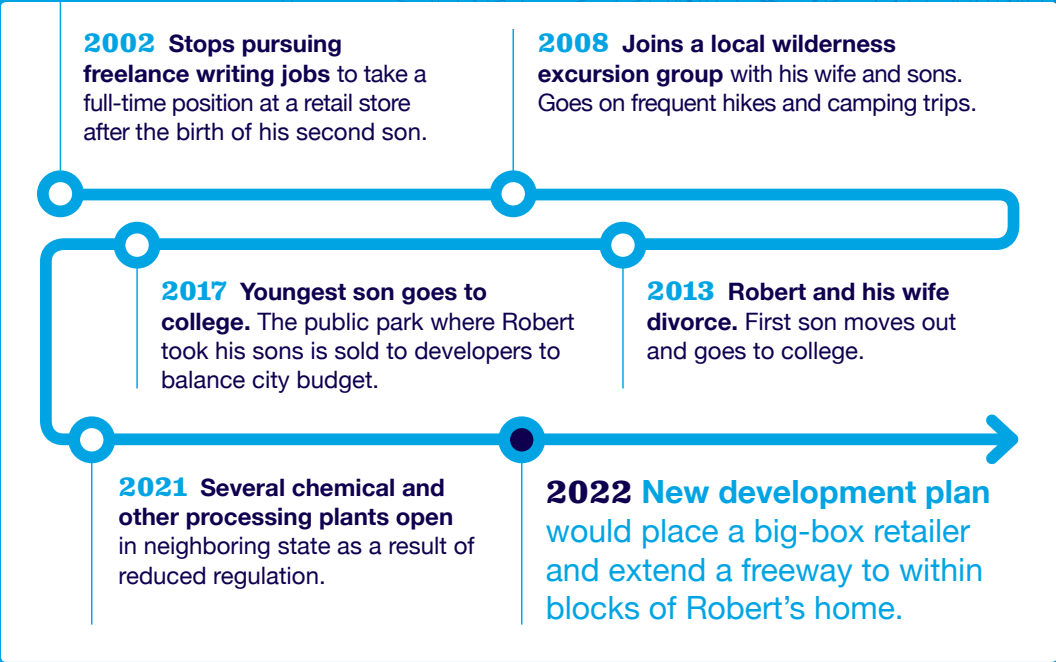 2002 Stops pursuing
freelance writing jobs to take a
full-time position at a retail store
after the birth of his second son.
2008 Joins a local wilderness
excursion group with his wife and sons.
Goes on frequent hikes and camping trips.
2013 Robert and his wife
divorce. First son moves out
and goes to college.
2017 Youngest son goes to
college. The public park where Robert
took his sons is sold to developers to
balance city budget.
2021 Several chemical and
other processing plants open
in neighboring state as a result of
reduced regulation.
2022 New development plan
would place a big-box retailer
and extend a freeway to within
blocks of Robert’s home.